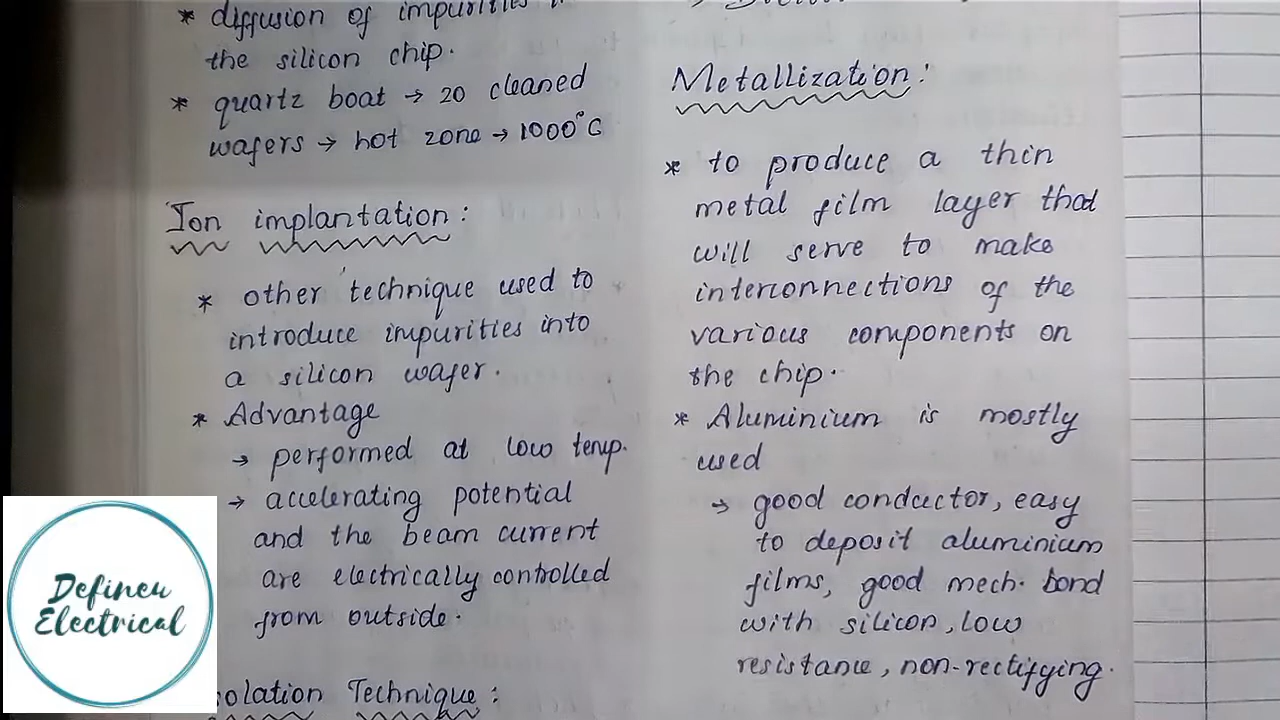 * diffusion of impurities
the silicon chip.
* quartz boat → 20 cleaned
wafers → hot zone → 1000°C
Ion implantation:
* other technique used to
introduce impurities into
a silicon wafer.
* Advantage
→ performed at low temp.
→ accelerating potential
and the beam current
are electrically controlled
from outside.
solation Technique:
Metallization:
* to produce a thin
metal film layer that
will serve to make
interconnections of the
various components on
the chip.
* Aluminium is mostly
used
→ good conductor, easy
to deposit aluminium
films, good mech. bond
with silicon, low
resistance, non-rectifying.
Defineu
Electrical